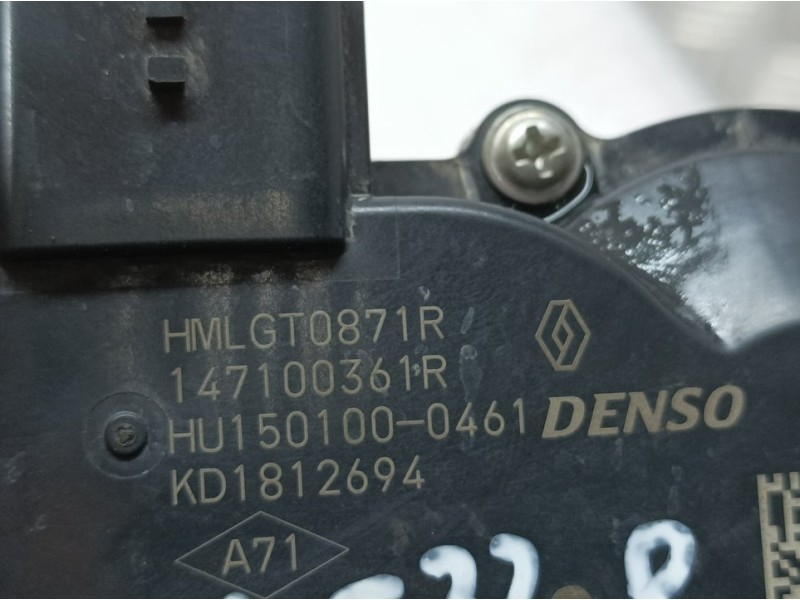 HMLGT0871R
147100361R
HU150100-0461 DENSO
KD1812694
A71